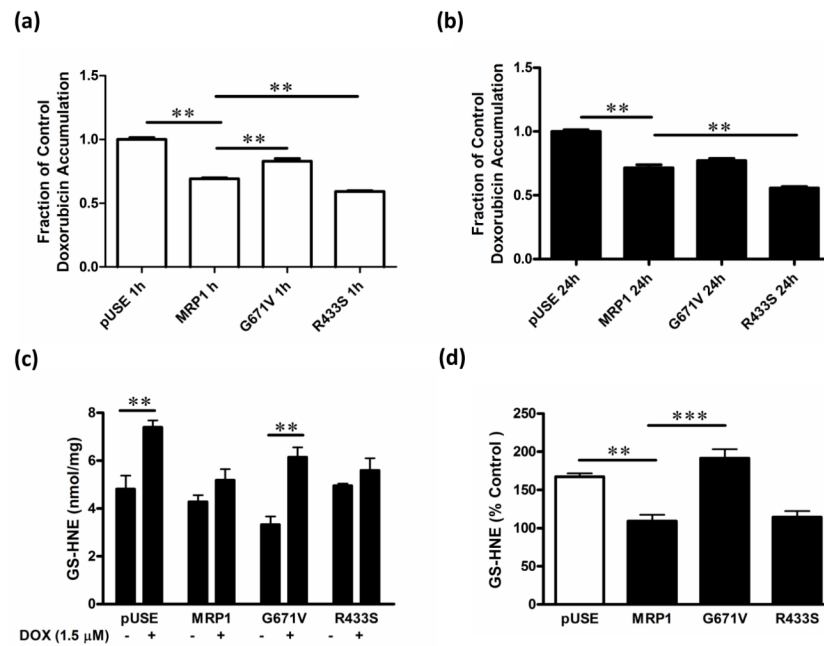 (a)
Fraction of Control
Doxorubicin Accumulation
1.5
1.0
0.5
0.0
**
**
**
pUSE 1h
MRP1 h
G671V 1h
R433S 1h
(b)
Fraction of Control
Doxorubicin Accumulation
1.5
1.0
0.5
0.0
**
**
pUSE 24h
MRP1 24h
G671V 24h
R433S 24h
(c)
GS-HNE (nmol/mg)
8
6
4
2
0
**
**
pUSE MRP1 G671V R433S
DOX (1.5 μM) - + - + - + - +
(d)
GS-HNE (% Control )
250
200
150
100
50
0
**
***
pUSE MRP1 G671V R433S